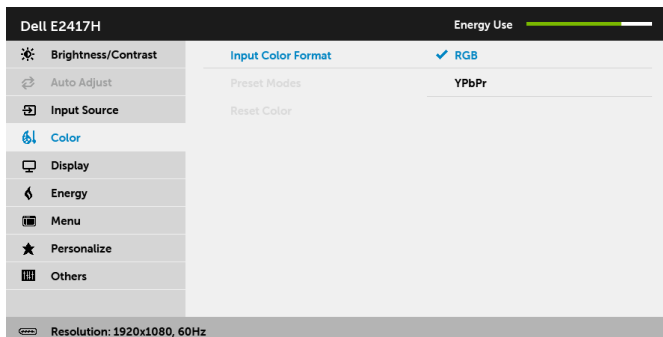 Dell E2417H
Energy Use
Brightness/Contrast
Input Color Format
RGB
Auto Adjust
Preset Modes
YPbPr
Input Source
Reset Color
Color
Display
Energy
Menu
Personalize
Others
Resolution: 1920x1080, 60Hz